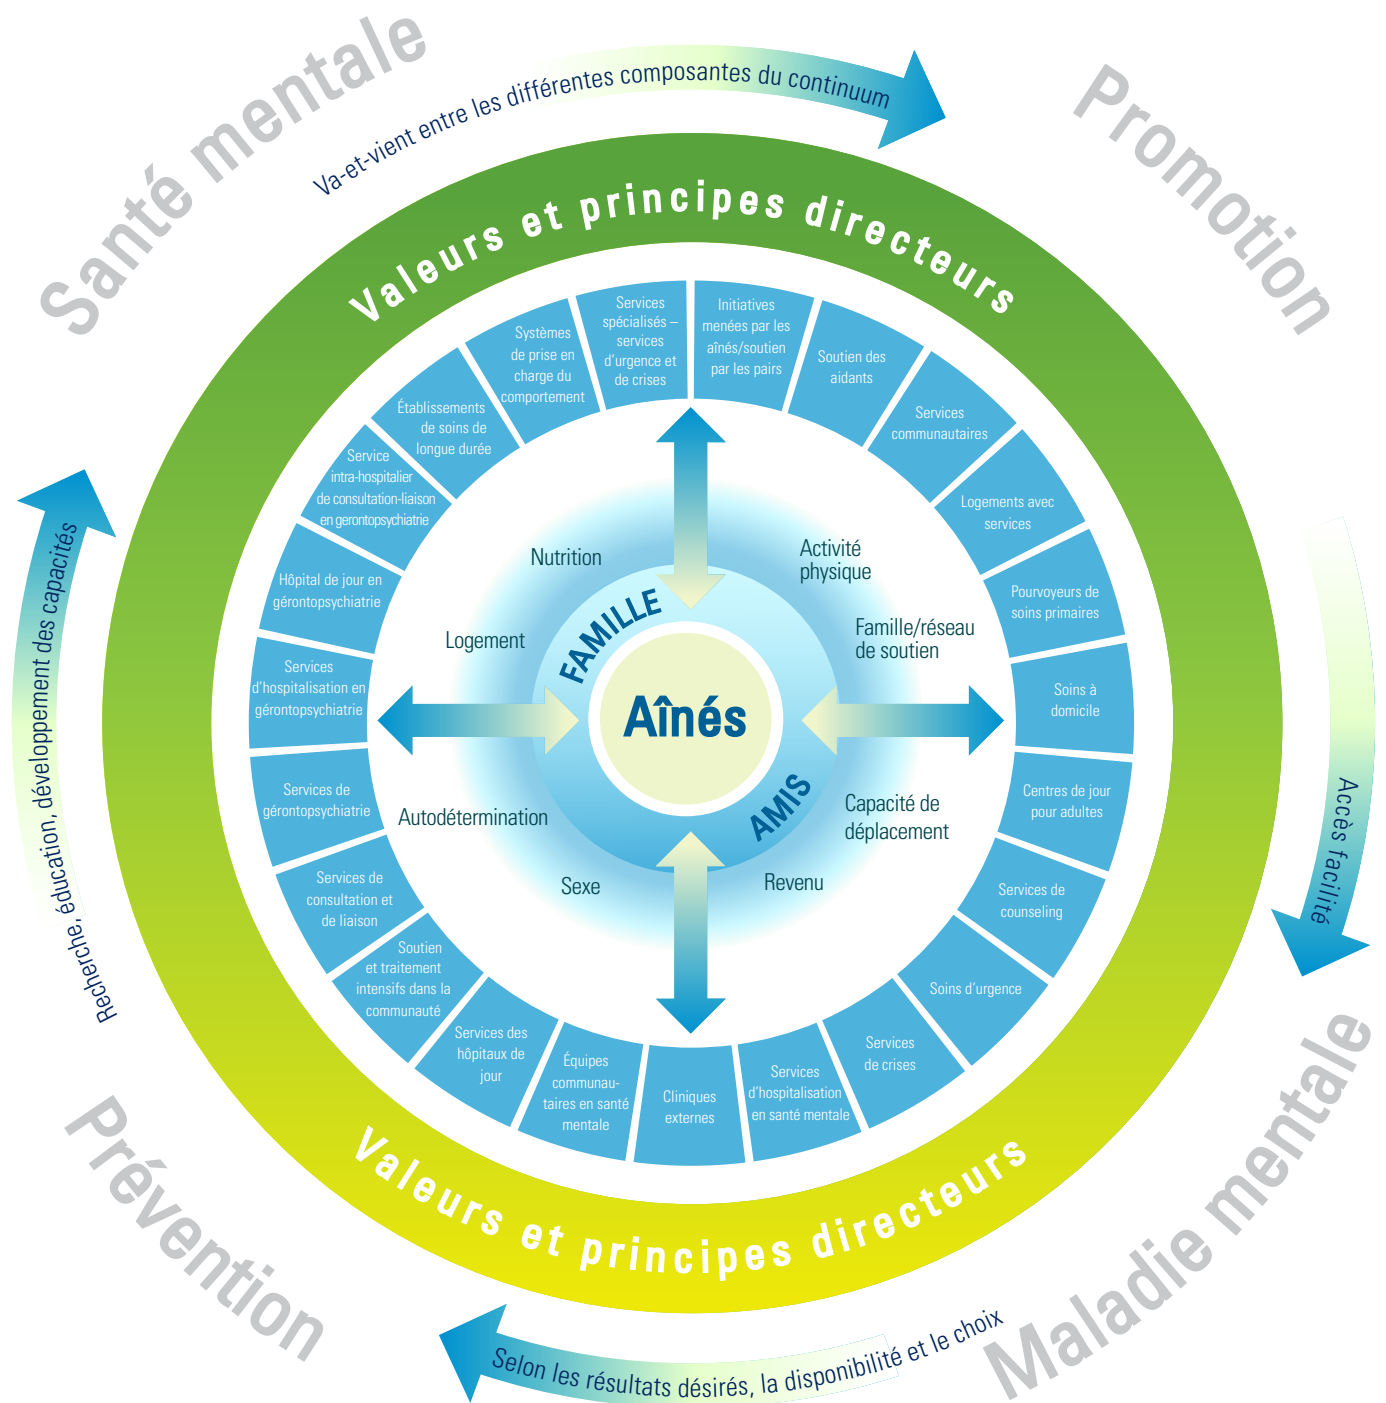 Santé mentale
Promotion
Va-et-vient entre les différentes composantes du continuum
Valeurs et principes directeurs
Initiatives
menées par les
aînés/soutien
par les pairs
Soutien des
aidants
Services
communautaires
Logements avec
services
Pourvoyeurs de
soins primaires
Soins à
domicile
Centres de jour
pour adultes
Services de
counseling
Soins d'urgence
Services
de crises
Services
d'hospitalisation
en santé mentale
Cliniques
externes
Équipes
communau-
taires en santé
mentale
Services des
hôpitaux de
jour
Soutien
et traitement
intensifs dans la
communauté
Services de
consultation et
de liaison
Services de
gérontopsychiatrie
Services
d'hospitalisation en
gérontopsychiatrie
Hôpital de jour en
gérontopsychiatrie
Service
intra-hospitalier
de consultation-liaison
en gerontopsychiatrie
Établissements
de soins de
longue durée
Systèmes
de prise en
charge du
comportement
Services
spécialisés –
services
d'urgence et
de crises
Nutrition
Activité
physique
Logement
Famille/réseau
de soutien
FAMILLE
Aînés
AMIS
Autodétermination
Capacité de
déplacement
Sexe
Revenu
Recherche, éducation, développement des capacités
Accès facilité
Valeurs et principes directeurs
Selon les résultats désirés, la disponibilité et le choix
Prévention
Maladie mentale